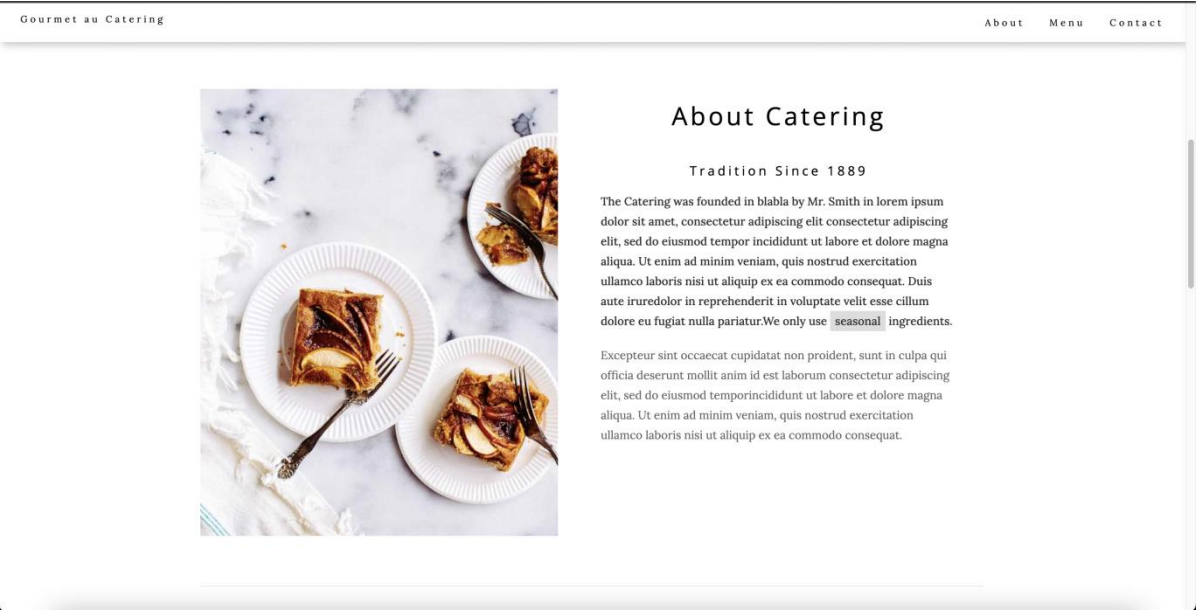 Gourmet au Catering
About Menu Contact
About Catering
Tradition Since 1889
The Catering was founded in blabla by Mr. Smith in lorem ipsum
dolor sit amet, consectetur adipiscing elit consectetur adipiscing
elit, sed do eiusmod tempor incididunt ut labore et dolore magna
aliqua. Ut enim ad minim veniam, quis nostrud exercitation
ullamco laboris nisi ut aliquip ex ea commodo consequat. Duis
aute iruredolor in reprehenderit in voluptate velit esse cillum
dolore eu fugiat nulla pariatur.We only use seasonal ingredients.
Excepteur sint occaecat cupidatat non proident, sunt in culpa qui
officia deserunt mollit anim id est laborum consectetur adipiscing
elit, sed do eiusmod temporincididunt ut labore et dolore magna
aliqua. Ut enim ad minim veniam, quis nostrud exercitation
ullamco laboris nisi ut aliquip ex ea commodo consequat.